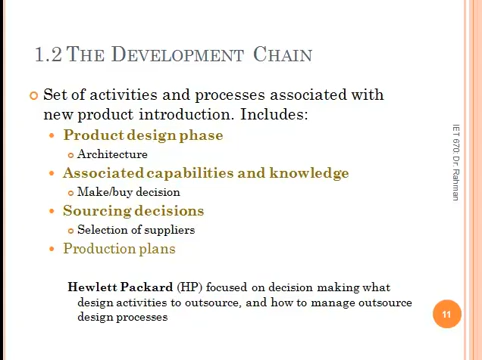 1.2 THE DEVELOPMENT CHAIN
Set of activities and processes associated with
new product introduction. Includes:
Product design phase
Architecture
Associated capabilities and knowledge
Make/buy decision
Sourcing decisions
Selection of suppliers
Production plans
Hewlett Packard (HP) focused on decision making what
design activities to outsource, and how to manage outsource
design processes
IET 670: Dr. Rahman
11